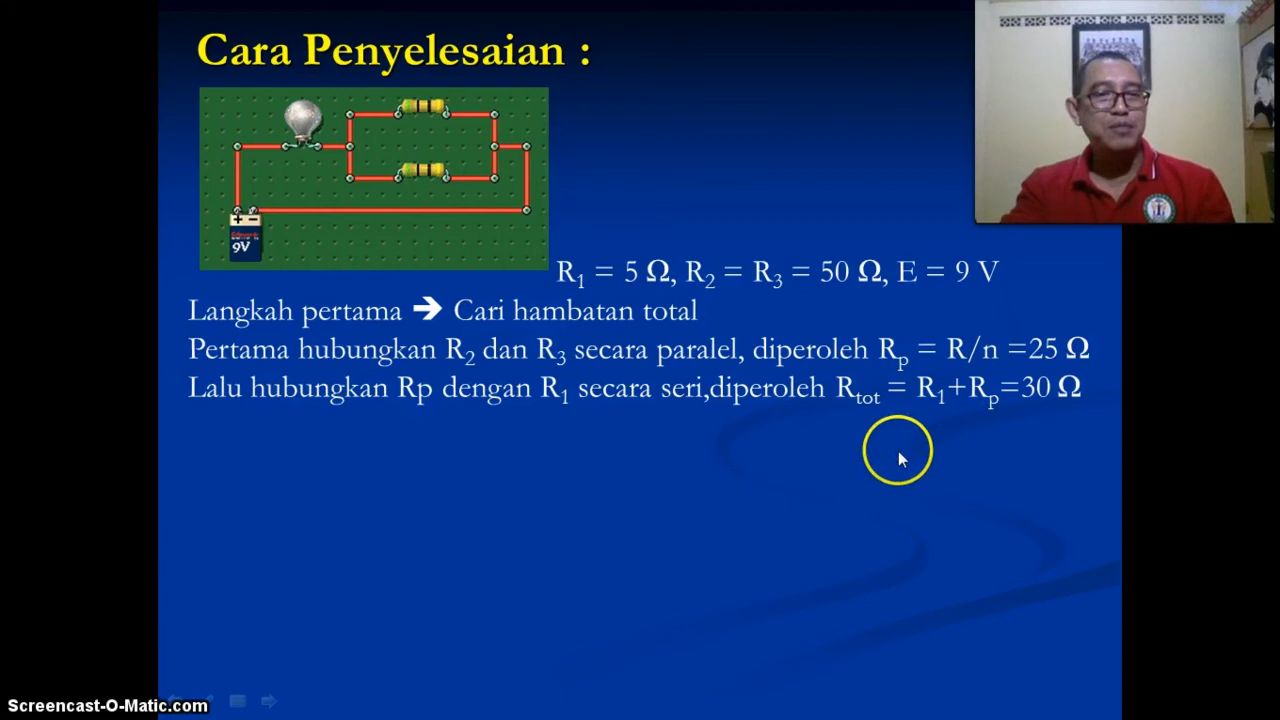 Cara Penyelesaian :
+ -
9V
R₁ = 5 Ω, R₂ = R₃ = 50 Ω, E = 9 V
Langkah pertama ➔ Cari hambatan total
Pertama hubungkan R₂ dan R₃ secara paralel, diperoleh Rₚ = R/n =25 Ω
Lalu hubungkan Rp dengan R₁ secara seri,diperoleh Rₜₒₜ = R₁+Rₚ=30 Ω
Screencast-O-Matic.com